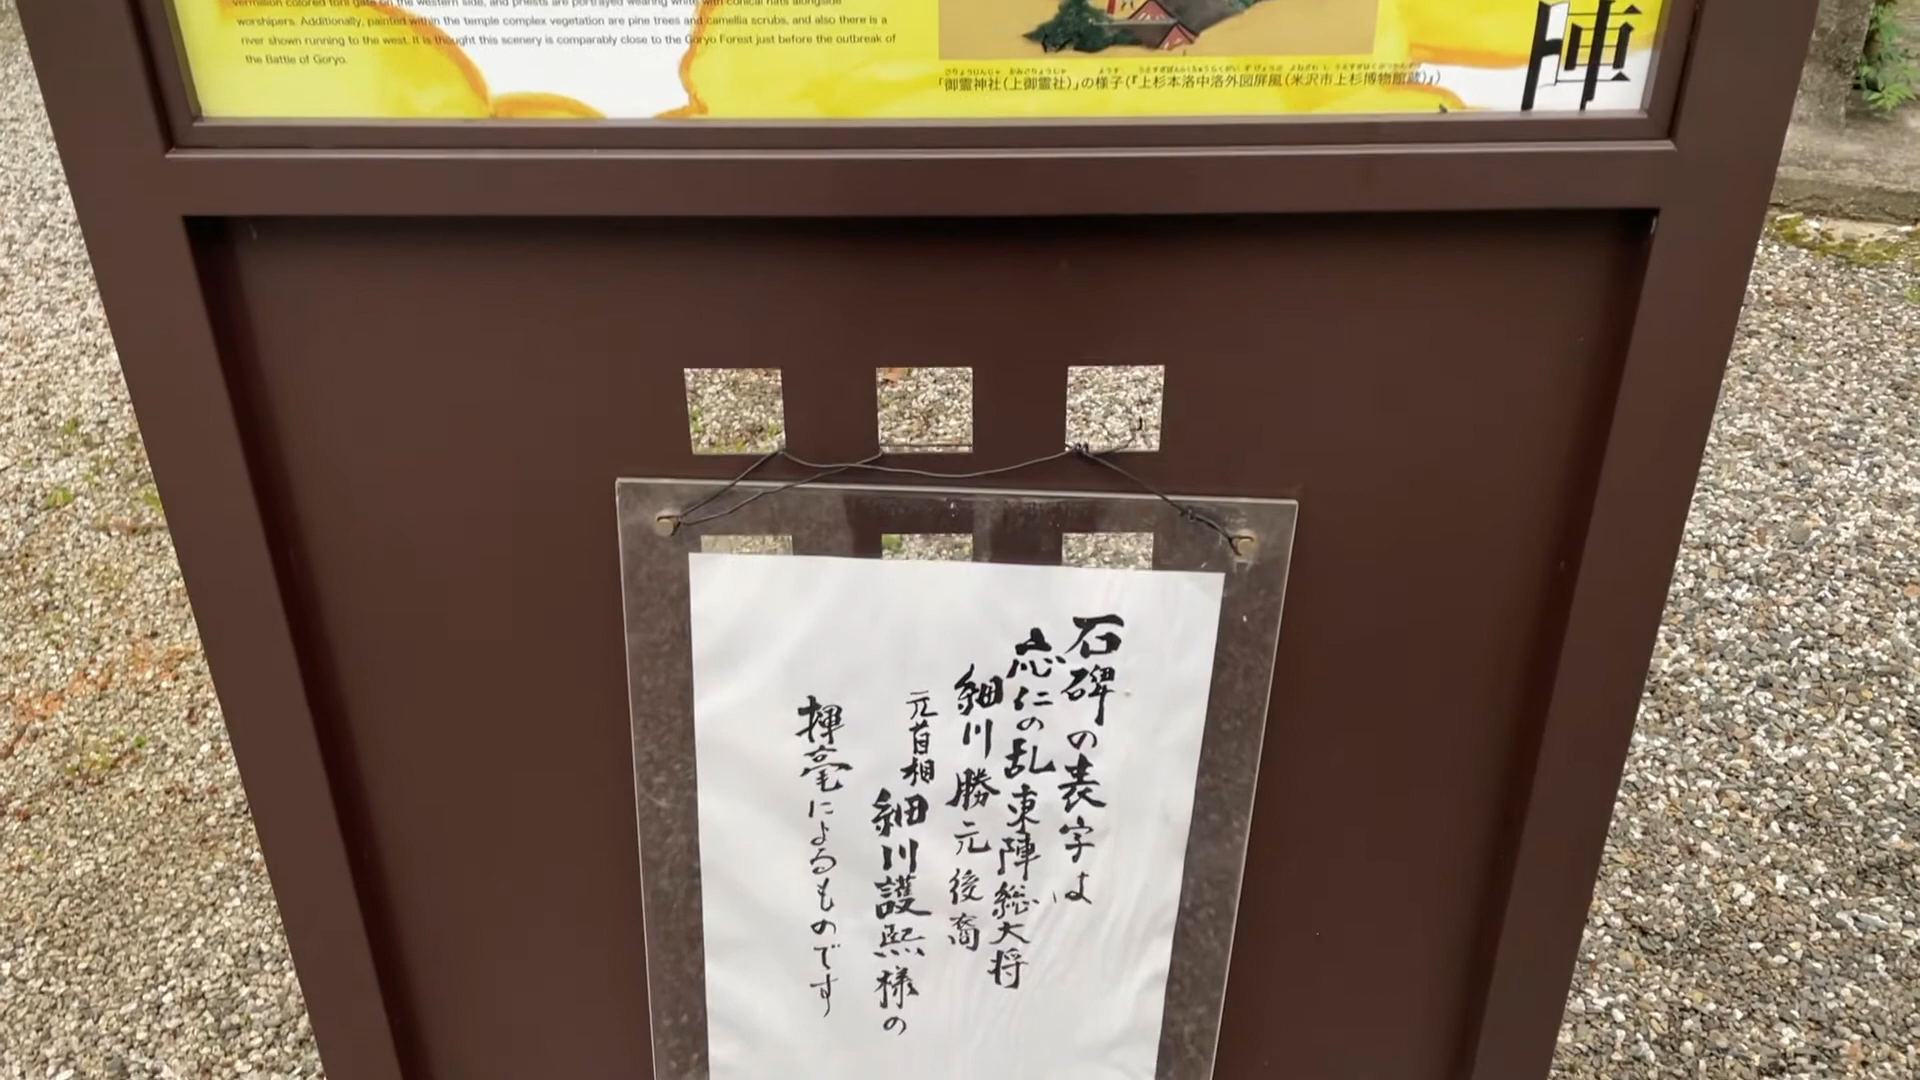 vermilion colored torii gate on the western side, and priests are portrayed wearing white with conical hats alongside
worshipers. Additionally, painted within the temple complex vegetation are pine trees and camellia scrubs, and also there is a
river shown running to the west. It is thought this scenery is comparably close to the Goryo Forest just before the outbreak of
the Battle of Goryo.
「御霊神社(上御霊社)」の様子(『上杉本洛中洛外図屏風(米沢市上杉博物館蔵)』)
陣
石碑の表字は
応仁の乱東陣総大将
細川勝元後裔
元首相 細川護熙様の
揮毫によるものです